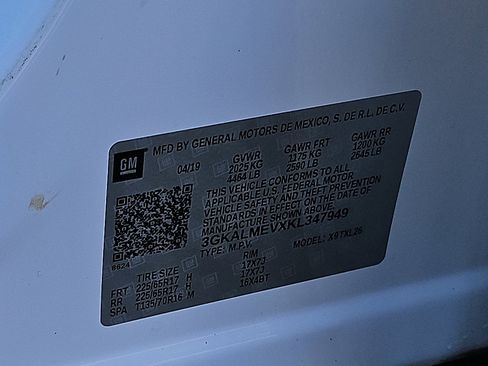 GM
MFD BY GENERAL MOTORS DE MEXICO, S. DE R.L. DE C.V.
04/19 GVWR GAWR FRT GAWR RR
2025 KG 1175 KG 1200 KG
4464 LB 2590 LB 2645 LB
THIS VEHICLE CONFORMS TO ALL
APPLICABLE U.S. FEDERAL MOTOR
VEHICLE SAFETY AND THEFT PREVENTION
STANDARDS IN EFFECT ON THE DATE OF
MANUFACTURE SHOWN ABOVE.
3GKALMEVXKL347949
TYPE: M.P.V. MODEL: XRTXL26
8624
TIRE SIZE RIM
FRT 225/65R17 H 17X7J
RR 225/65R17 H 17X7J
SPA T135/70R16 M 16X4BT